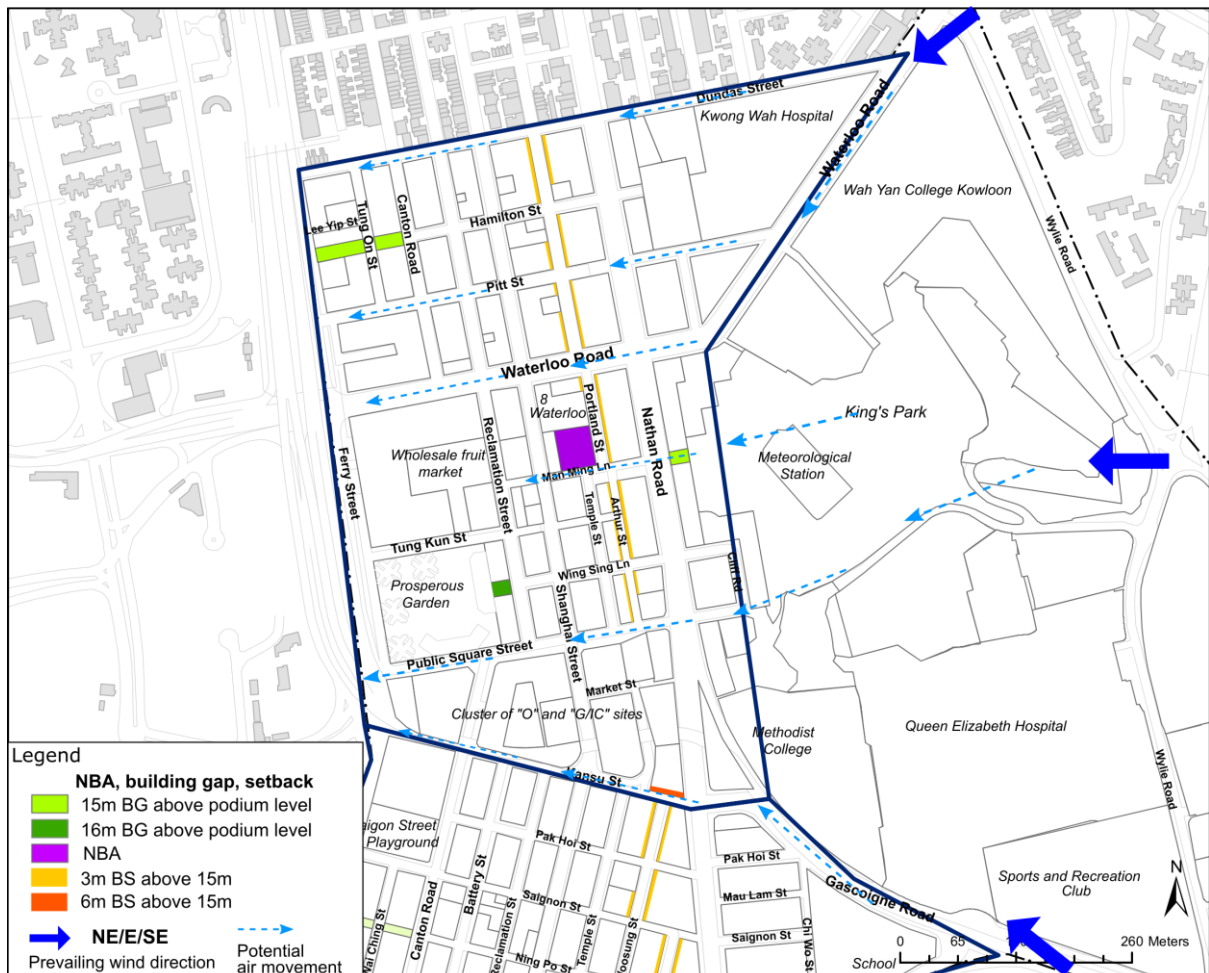 Dundas Street
Kwong Wah Hospital
Waterloo Road
Wah Yan College Kowloon
Wylie Road
Lee Yip St
Tung On St
Canton Road
Hamilton St
Pitt St
Waterloo Road
8
Waterloo
Portland St
Nathan Road
King's Park
Meteorological
Station
Wholesale fruit
market
Reclamation Street
Man Ming Ln
Ferry Street
Temple St
Arthur St
Tung Kun St
Wing Sing Ln
Cliff Rd
Prosperous
Garden
Shanghai Street
Public Square Street
Market St
Cluster of "O" and "G/IC" sites
Methodist
College
Queen Elizabeth Hospital
Wylie Road
Kansu St
Legend
NBA, building gap, setback
15m BG above podium level
16m BG above podium level
NBA
3m BS above 15m
6m BS above 15m
NE/E/SE
Prevailing wind direction
Potential
air movement
aigon Street
Playground
Pak Hoi St
Pak Hoi St
Battery St
Saignon St
Mau Lam St
Saignon St
Canton Road
Reclamation St
Temple St
oosung St
Ning Po St
Chi Wo St
Gascoigne Road
Sports and Recreation
Club
N
0 65 260 Meters
School